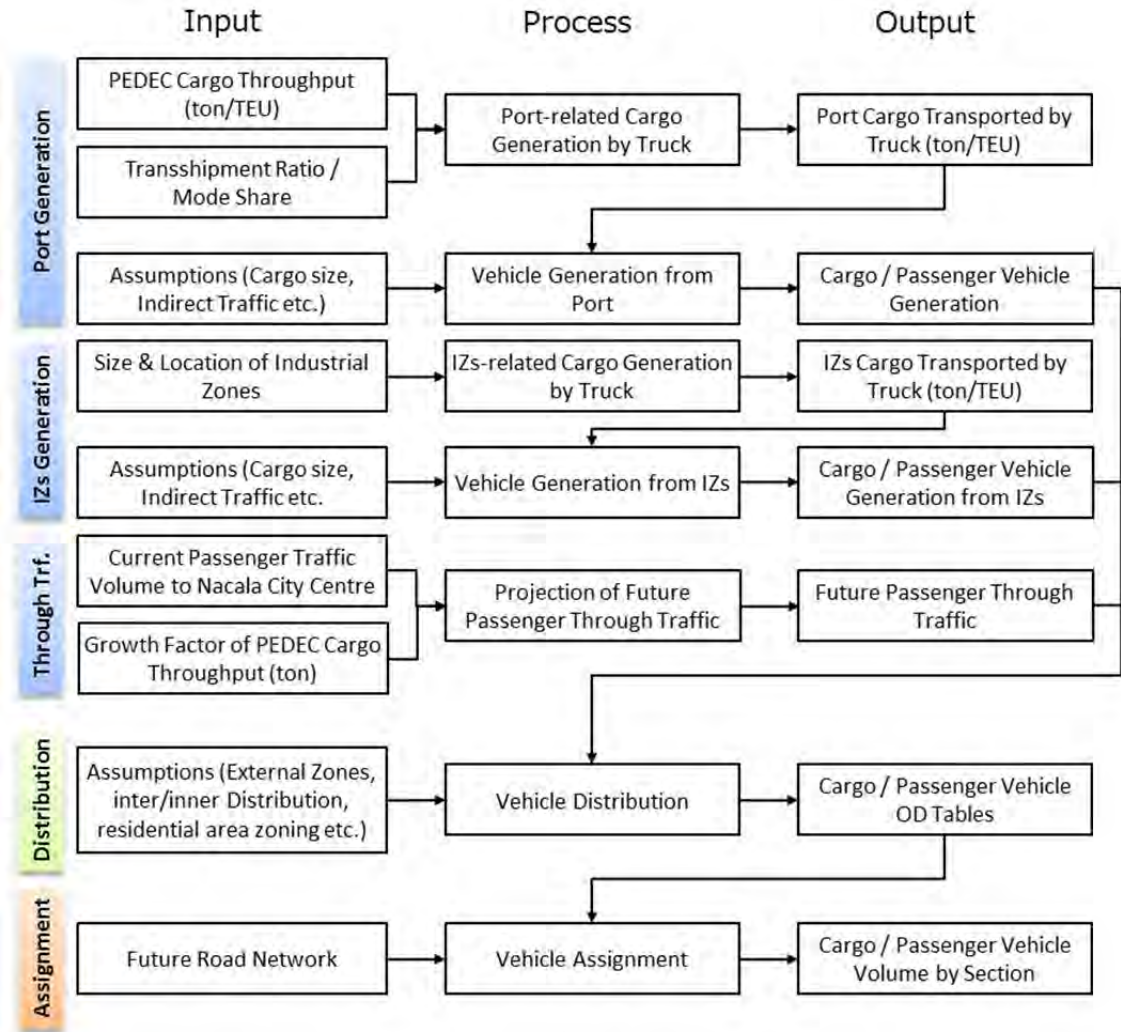 Input
Process
Output
Port Generation
PEDEC Cargo Throughput
(ton/TEU)
Transshipment Ratio /
Mode Share
Port-related Cargo
Generation by Truck
Port Cargo Transported by
Truck (ton/TEU)
Assumptions (Cargo size,
Indirect Traffic etc.)
Vehicle Generation from
Port
Cargo / Passenger Vehicle
Generation
IZs Generation
Size & Location of Industrial
Zones
IZs-related Cargo Generation
by Truck
IZs Cargo Transported by
Truck (ton/TEU)
Assumptions (Cargo size,
Indirect Traffic etc.
Vehicle Generation from IZs
Cargo / Passenger Vehicle
Generation from IZs
Through Trf.
Current Passenger Traffic
Volume to Nacala City Centre
Growth Factor of PEDEC Cargo
Throughput (ton)
Projection of Future
Passenger Through Traffic
Future Passenger Through
Traffic
Distribution
Assumptions (External Zones,
inter/inner Distribution,
residential area zoning etc.)
Vehicle Distribution
Cargo / Passenger Vehicle
OD Tables
Assignment
Future Road Network
Vehicle Assignment
Cargo / Passenger Vehicle
Volume by Section